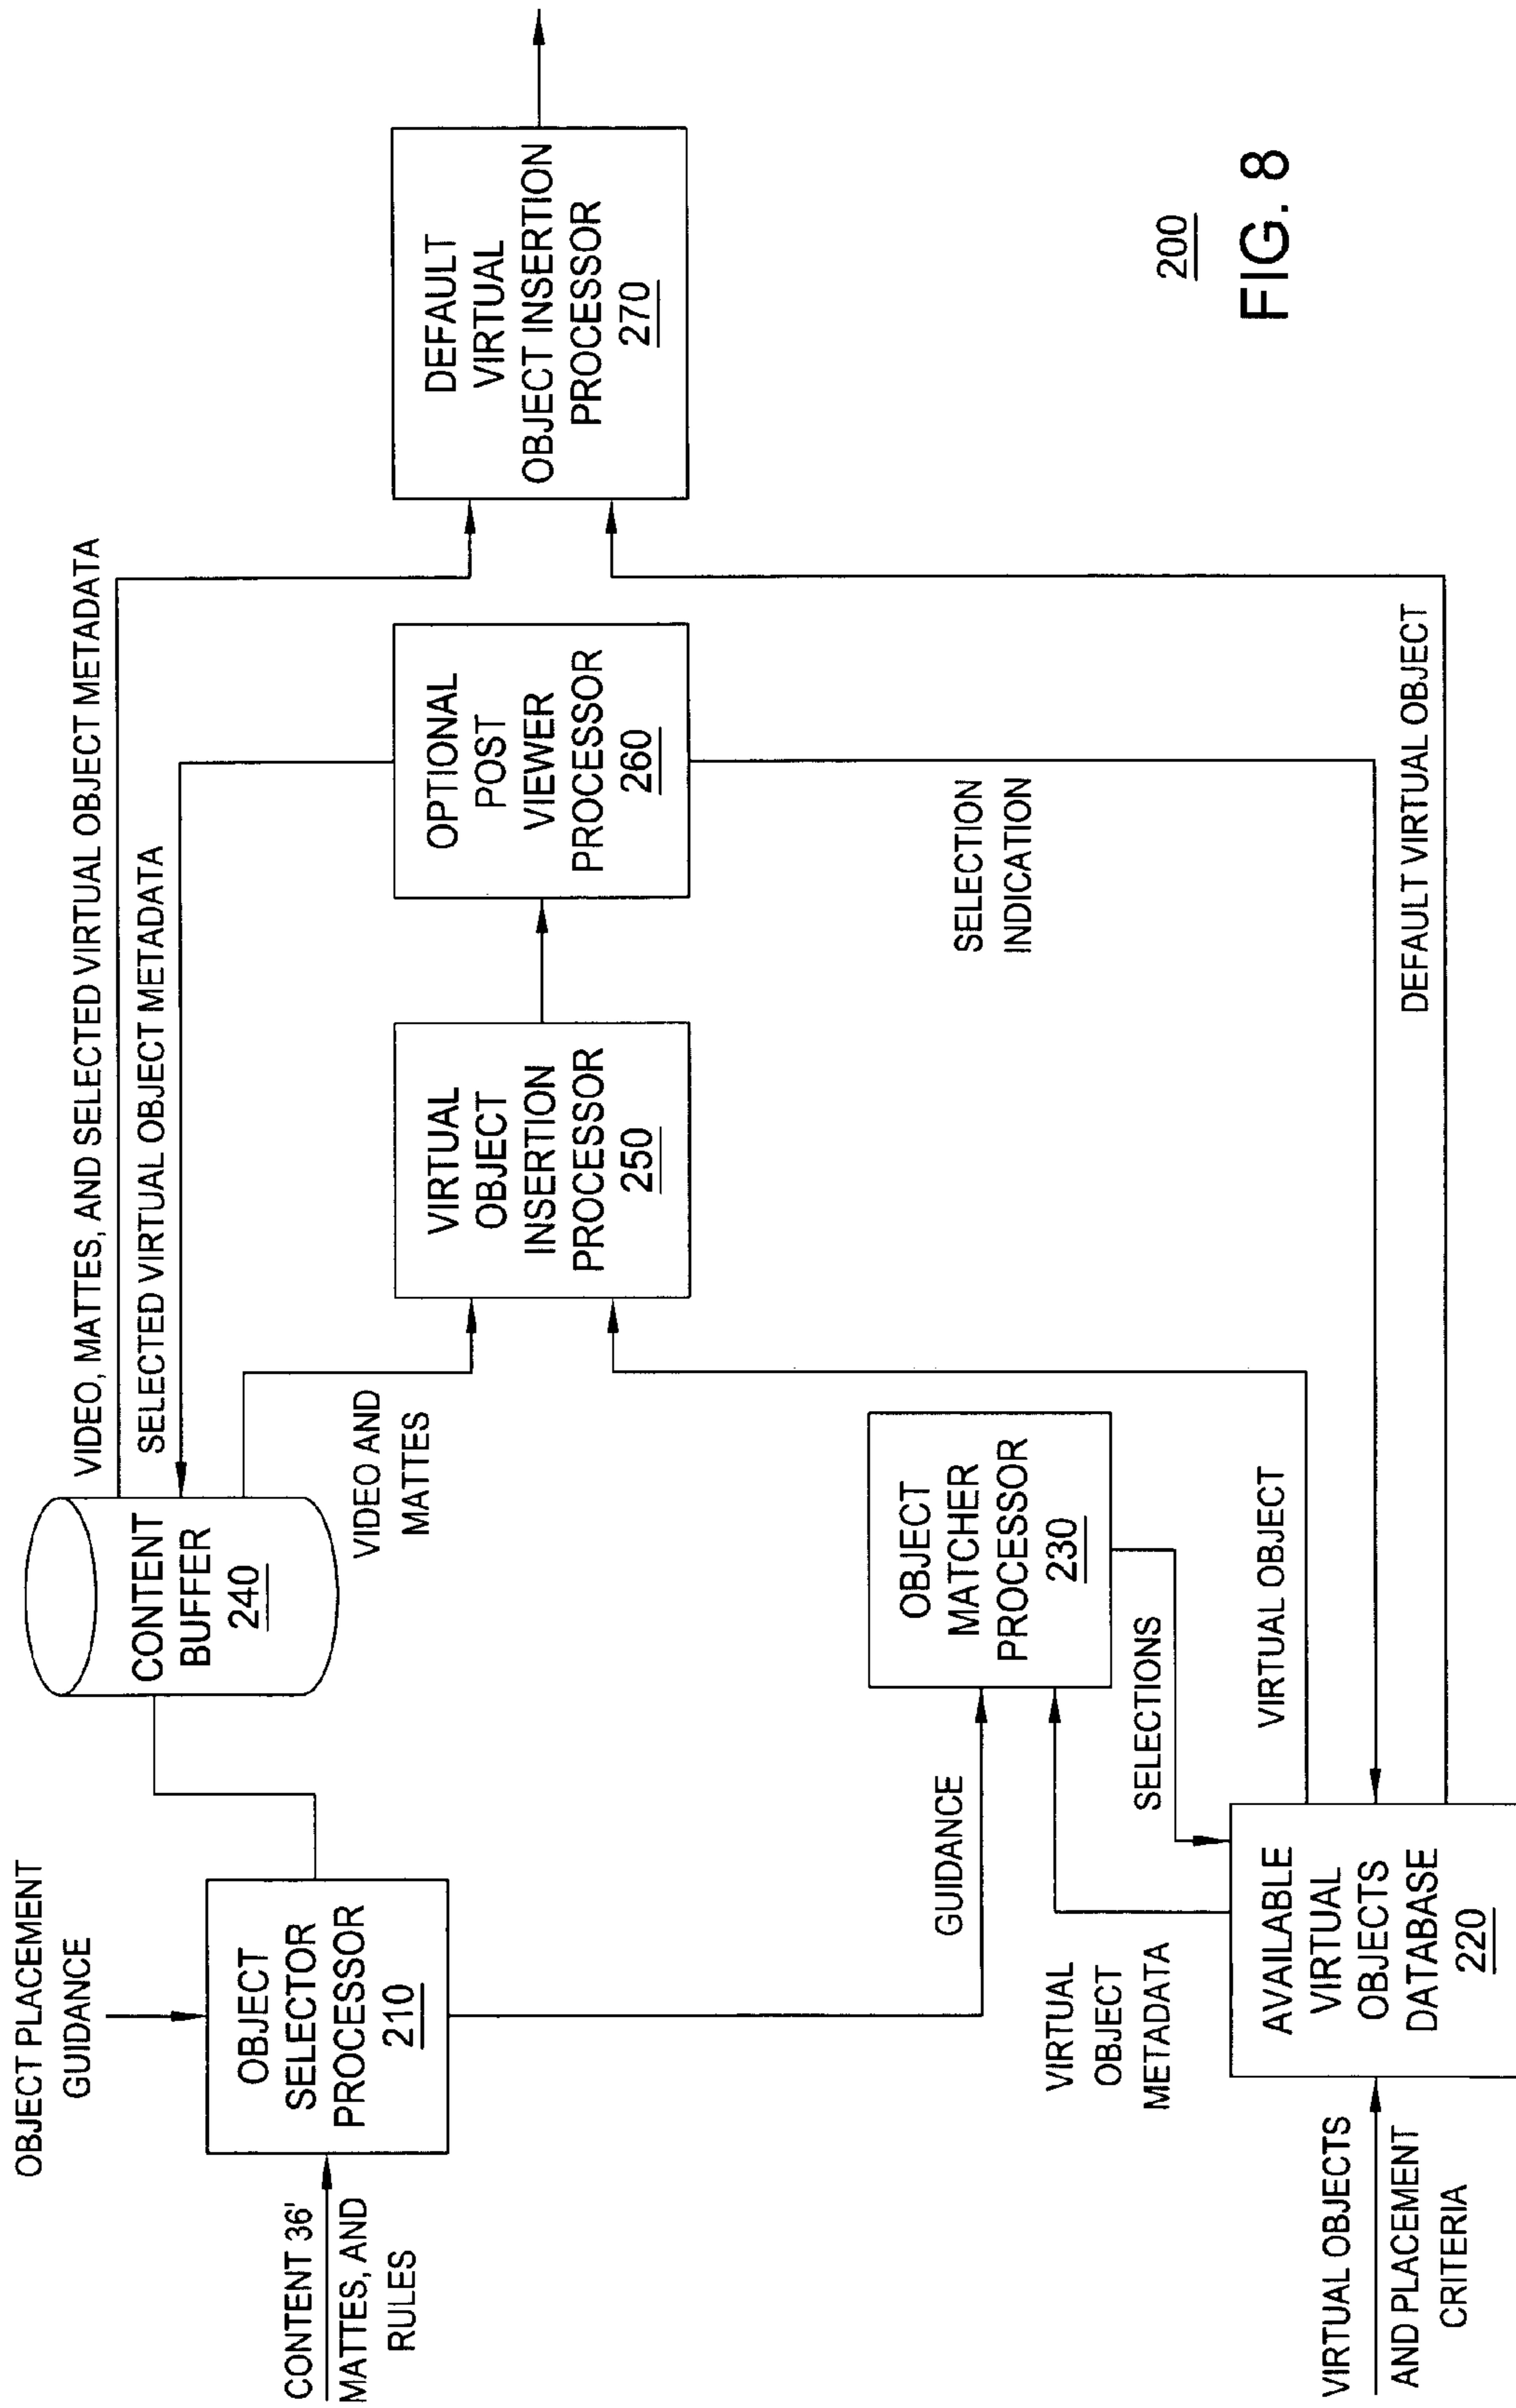 OBJECT PLACEMENT
GUIDANCE
CONTENT 36'
MATTES, AND
RULES
OBJECT
SELECTOR
PROCESSOR
210
CONTENT
BUFFER
240
VIDEO, MATTES, AND SELECTED VIRTUAL OBJECT METADATA
SELECTED VIRTUAL OBJECT METADATA
VIDEO AND
MATTES
VIRTUAL
OBJECT
INSERTION
PROCESSOR
250
OPTIONAL
POST
VIEWER
PROCESSOR
260
DEFAULT
VIRTUAL
OBJECT INSERTION
PROCESSOR
270
GUIDANCE
OBJECT
MATCHER
PROCESSOR
230
SELECTION
INDICATION
VIRTUAL
OBJECT
METADATA
SELECTIONS
VIRTUAL OBJECT
DEFAULT VIRTUAL OBJECT
VIRTUAL OBJECTS
AND PLACEMENT
CRITERIA
AVAILABLE
VIRTUAL
OBJECTS
DATABASE
220
200
FIG. 8